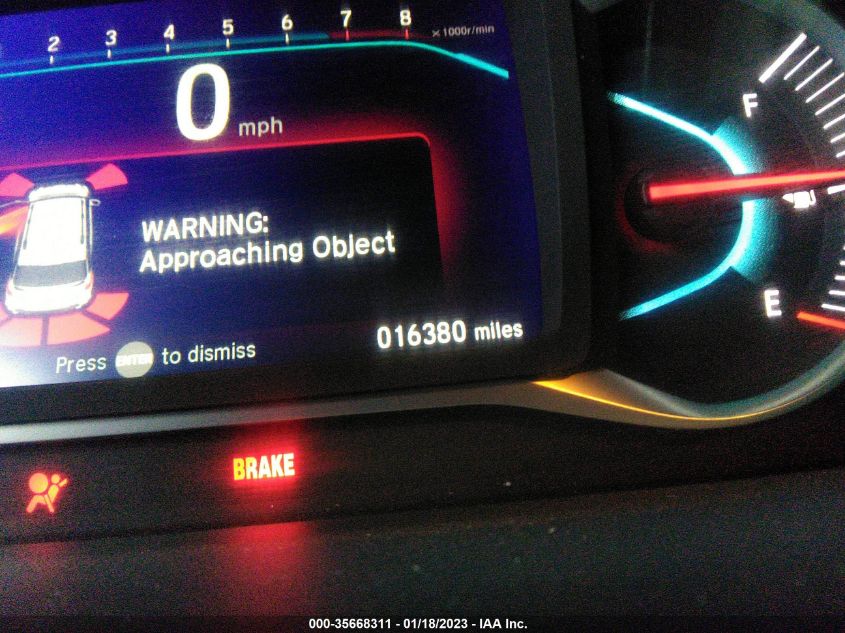 2 3 4 5 6 7 8 ×1000r/min
0 mph
WARNING:
Approaching Object
Press ENTER to dismiss
016380 miles
F
E
BRAKE
000-35668311 - 01/18/2023 - IAA Inc.